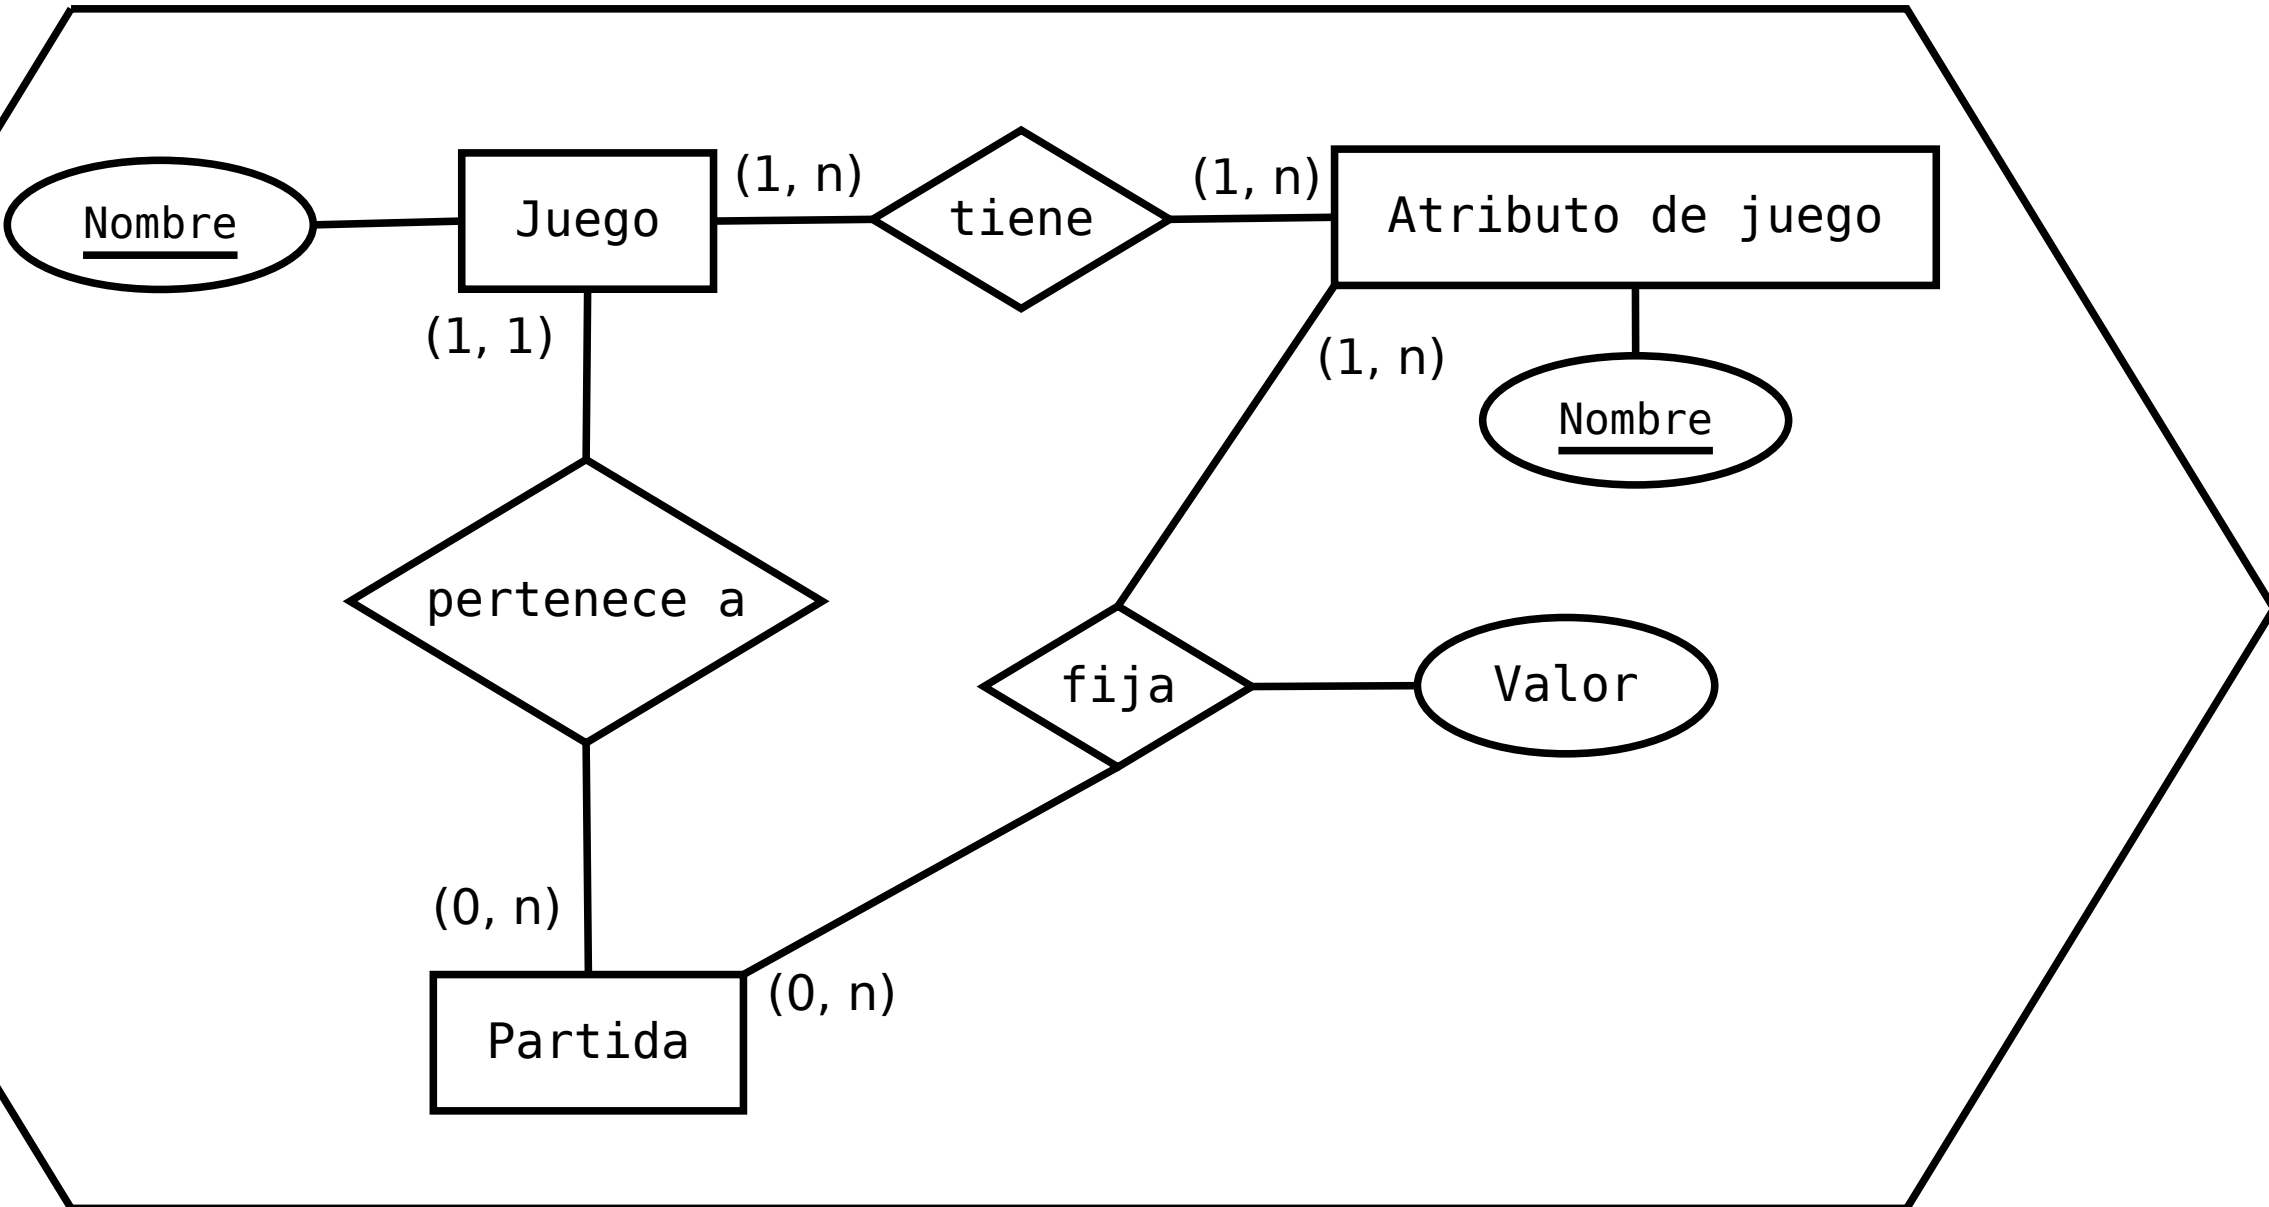 Nombre
Juego
(1, n)
tiene
(1, n)
Atributo de juego
(1, 1)
(1, n)
Nombre
pertenece a
fija
Valor
(0, n)
(0, n)
Partida